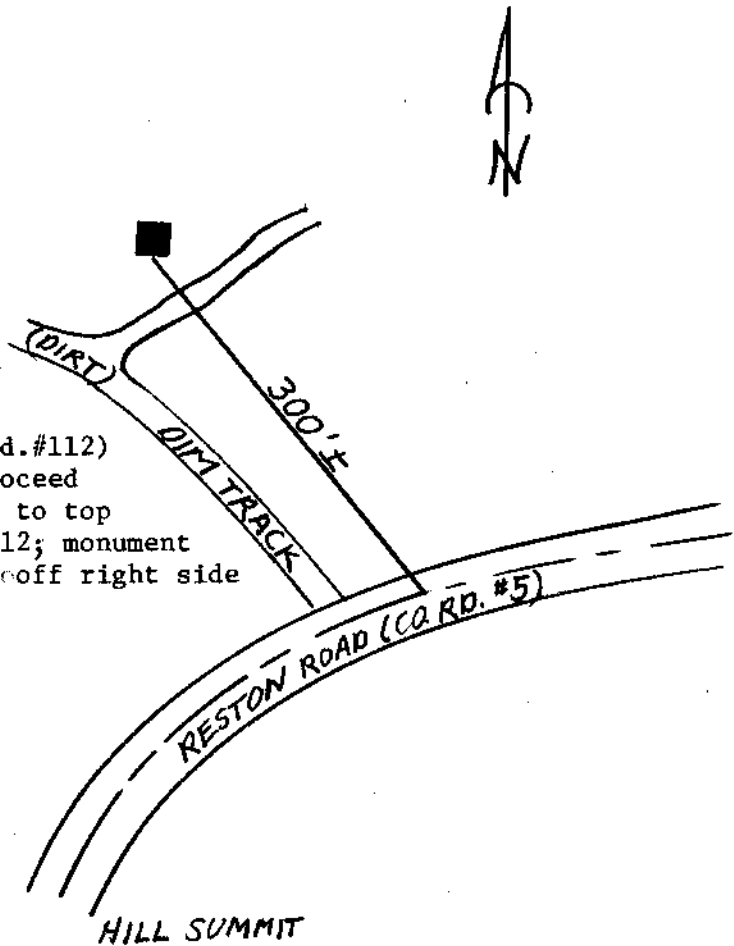 N
(DIRT)
300'±
DIM TRACK
d.#112)
oceed
to top
12; monument
off right side
RESTON ROAD (CO. RD. #5)
HILL SUMMIT